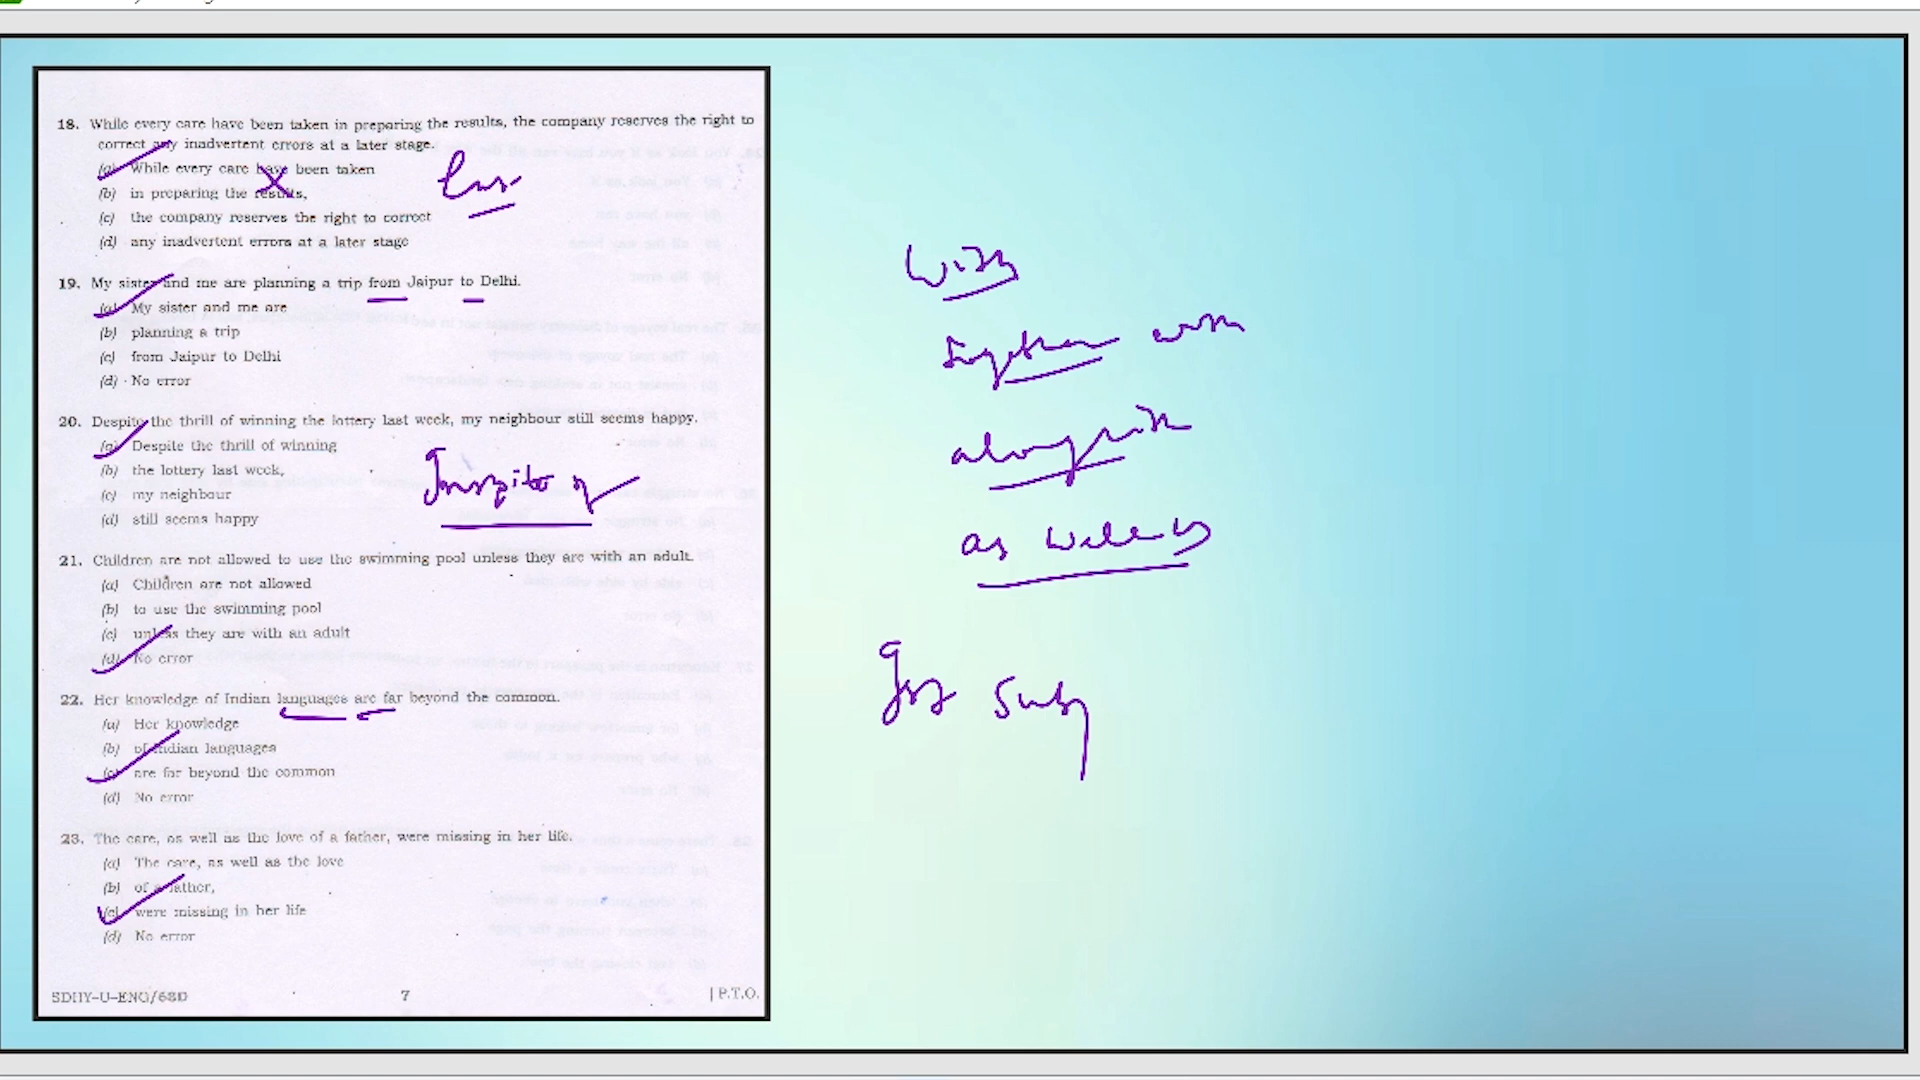 18. While every care have been taken in preparing the results, the company reserves the right to
correct any inadvertent errors at a later stage.
(a) While every care have been taken
(b) in preparing the results,
(c) the company reserves the right to correct
(d) any inadvertent errors at a later stage
19. My sister and me are planning a trip from Jaipur to Delhi.
(a) My sister and me are
(b) planning a trip
(c) from Jaipur to Delhi
(d) No error
20. Despite the thrill of winning the lottery last week, my neighbour still seems happy.
(a) Despite the thrill of winning
(b) the lottery last week,
(c) my neighbour
(d) still seems happy
Inspite of
21. Children are not allowed to use the swimming pool unless they are with an adult.
(a) Children are not allowed
(b) to use the swimming pool
(c) unless they are with an adult
(d) No error
22. Her knowledge of Indian languages are far beyond the common.
(a) Her knowledge
(b) of Indian languages
(c) are far beyond the common
(d) No error
23. The care, as well as the love of a father, were missing in her life.
(a) The care, as well as the love
(b) of a father,
(c) were missing in her life
(d) No error
7
[ P.T.O.
With
together with
alongwith
as well as